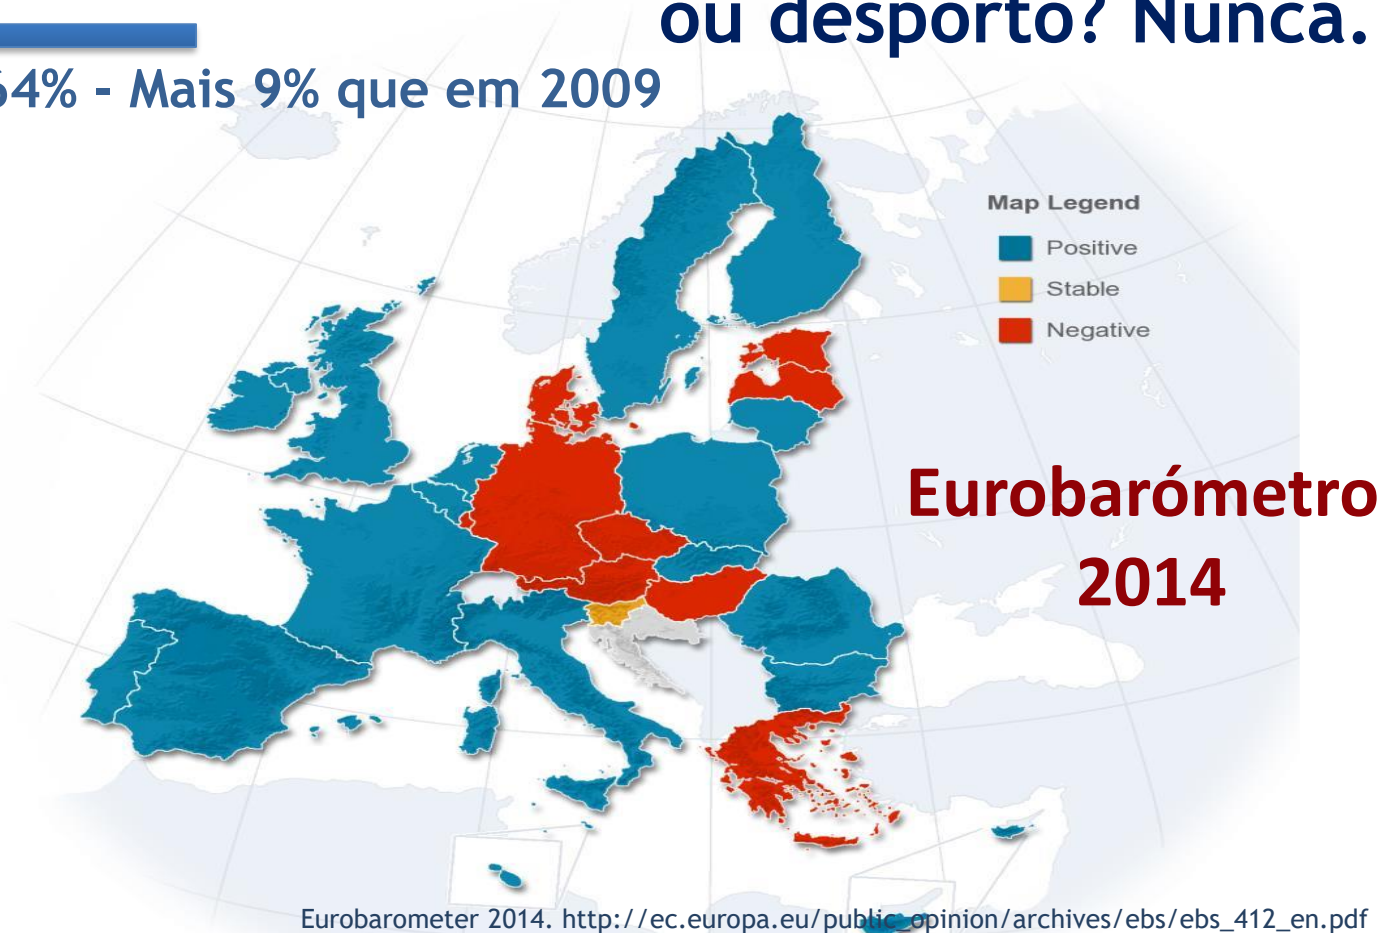 ou desporto? Nunca.
64% - Mais 9% que em 2009
Map Legend
Positive
Stable
Negative
Eurobarómetro
2014
Eurobarometer 2014. http://ec.europa.eu/public_opinion/archives/ebs/ebs_412_en.pdf